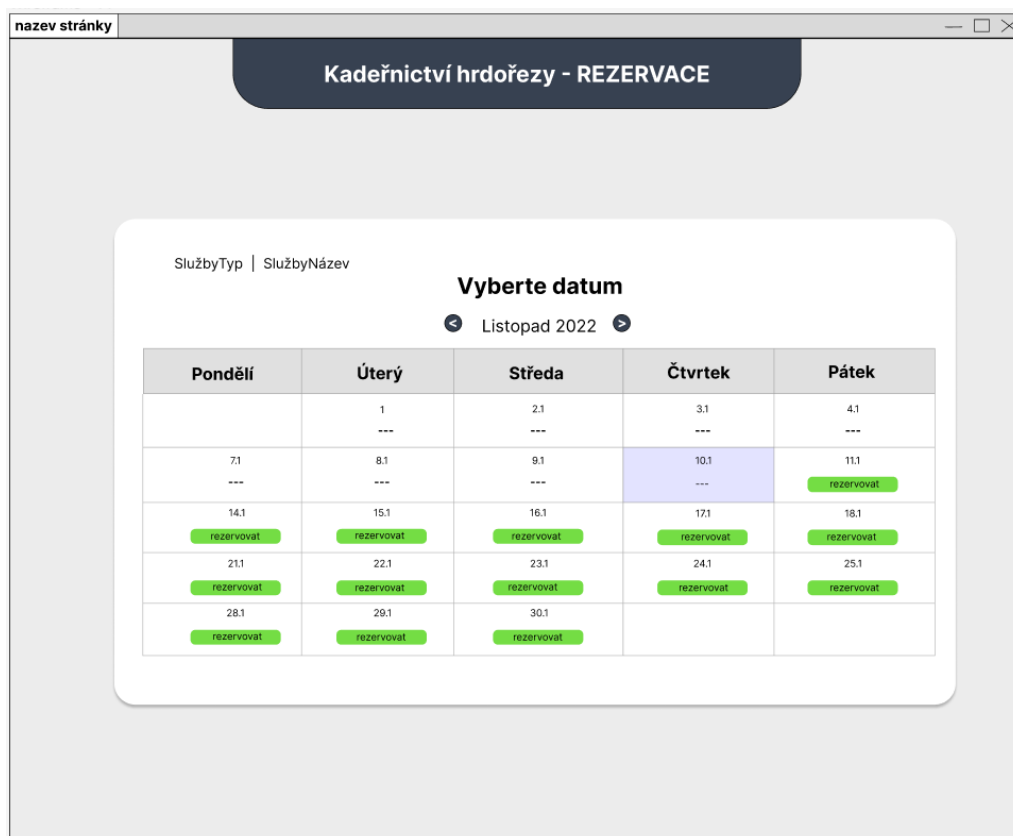 nazev stránky
Kadeřnictví hrdořezy - REZERVACE
SlužbyTyp | SlužbyNázev
Vyberte datum
< Listopad 2022 >
Pondělí Úterý Středa Čtvrtek Pátek
1 2.1 3.1 4.1
--- --- --- ---
7.1 8.1 9.1 10.1 11.1
--- --- --- --- rezervovat
14.1 15.1 16.1 17.1 18.1
rezervovat rezervovat rezervovat rezervovat rezervovat
21.1 22.1 23.1 24.1 25.1
rezervovat rezervovat rezervovat rezervovat rezervovat
28.1 29.1 30.1
rezervovat rezervovat rezervovat